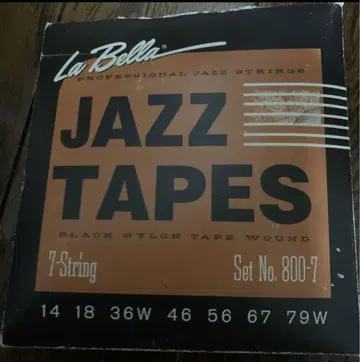 La Bella®
PROFESSIONAL JAZZ STRINGS
JAZZ
TAPES
BLACK NYLON TAPE WOUND
7-String Set No. 800-7
14 18 36W 46 56 67 79W